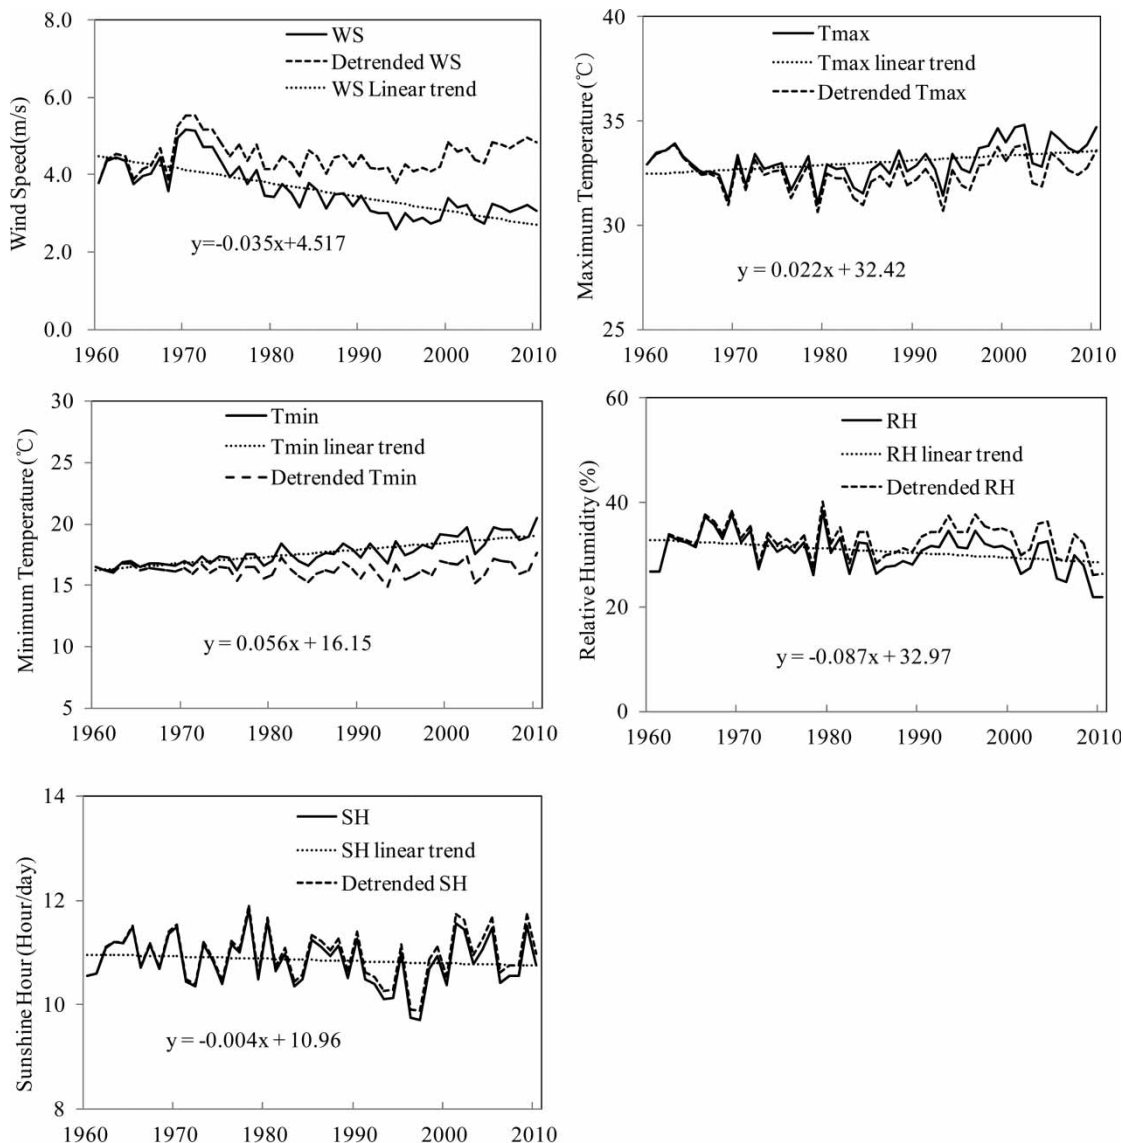 8.0
6.0
4.0
2.0
0.0
Wind Speed(m/s)
WS
Detrended WS
WS Linear trend
y=-0.035x+4.517
1960 1970 1980 1990 2000 2010
40
35
30
25
Maximum Temperature (℃)
Tmax
Tmax linear trend
Detrended Tmax
y = 0.022x + 32.42
1960 1970 1980 1990 2000 2010
30
25
20
15
10
5
Minimum Temperature (℃)
Tmin
Tmin linear trend
Detrended Tmin
y = 0.056x + 16.15
1960 1970 1980 1990 2000 2010
60
40
20
0
Relative Humidity (%)
RH
RH linear trend
Detrended RH
y = -0.087x + 32.97
1960 1970 1980 1990 2000 2010
14
12
10
8
Sunshine Hour (Hour/day)
SH
SH linear trend
Detrended SH
y = -0.004x + 10.96
1960 1970 1980 1990 2000 2010